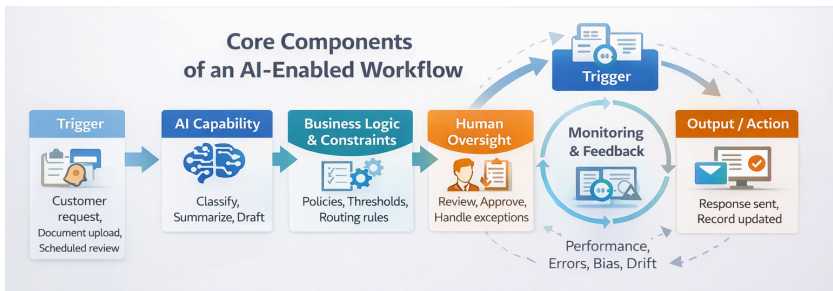 Core Components
of an AI-Enabled Workflow
Trigger
Customer
request,
Document upload,
Scheduled review
AI Capability
Classify,
Summarize, Draft
Business Logic
& Constraints
Policies, Thresholds,
Routing rules
Human
Oversight
Review, Approve,
Handle exceptions
Trigger
Monitoring
& Feedback
Performance,
Errors, Bias, Drift
Output / Action
Response sent,
Record updated